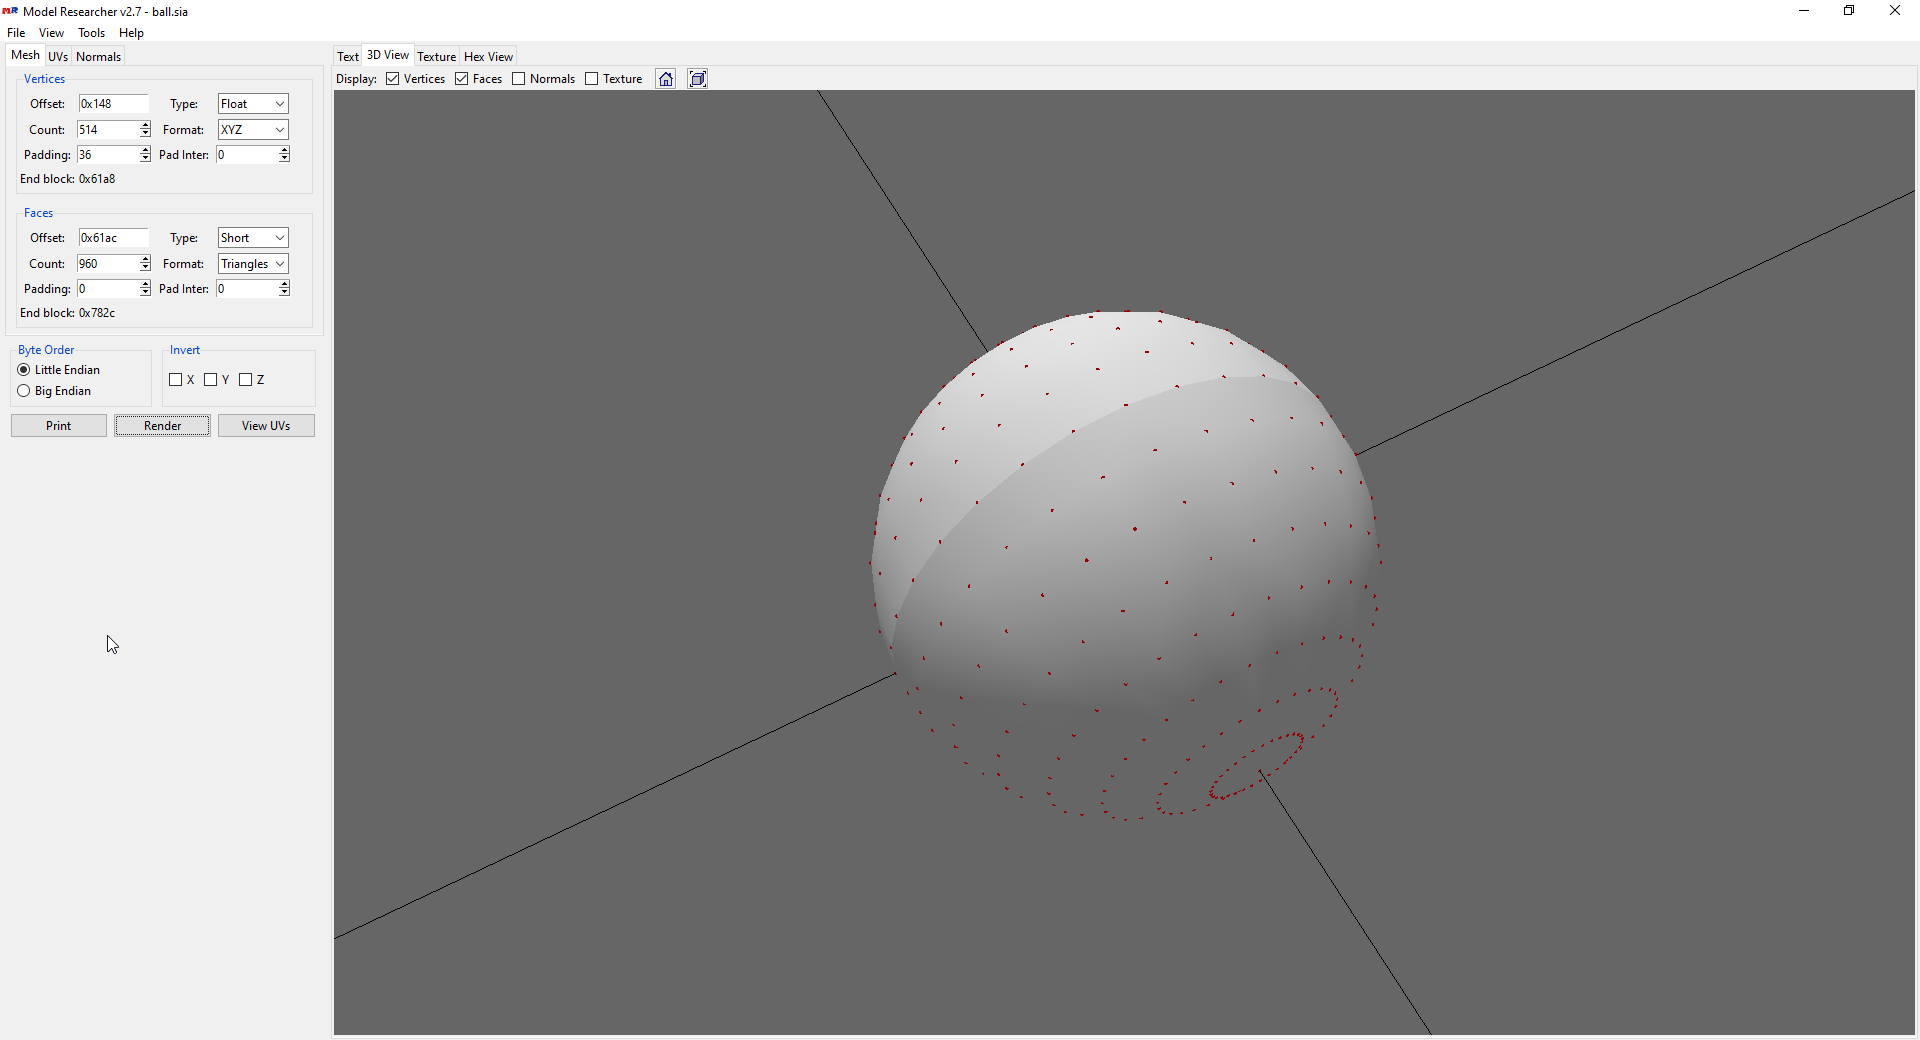 MR Model Researcher v2.7 - ball.sia
File View Tools Help
Mesh UVs Normals
Text 3D View Texture Hex View
Display: Vertices Faces Normals Texture
Vertices
Offset: 0x148 Type: Float
Count: 514 Format: XYZ
Padding: 36 Pad Inter: 0
End block: 0x61a8
Faces
Offset: 0x61ac Type: Short
Count: 960 Format: Triangles
Padding: 0 Pad Inter: 0
End block: 0x782c
Byte Order Invert
Little Endian X Y Z
Big Endian
Print Render View UVs